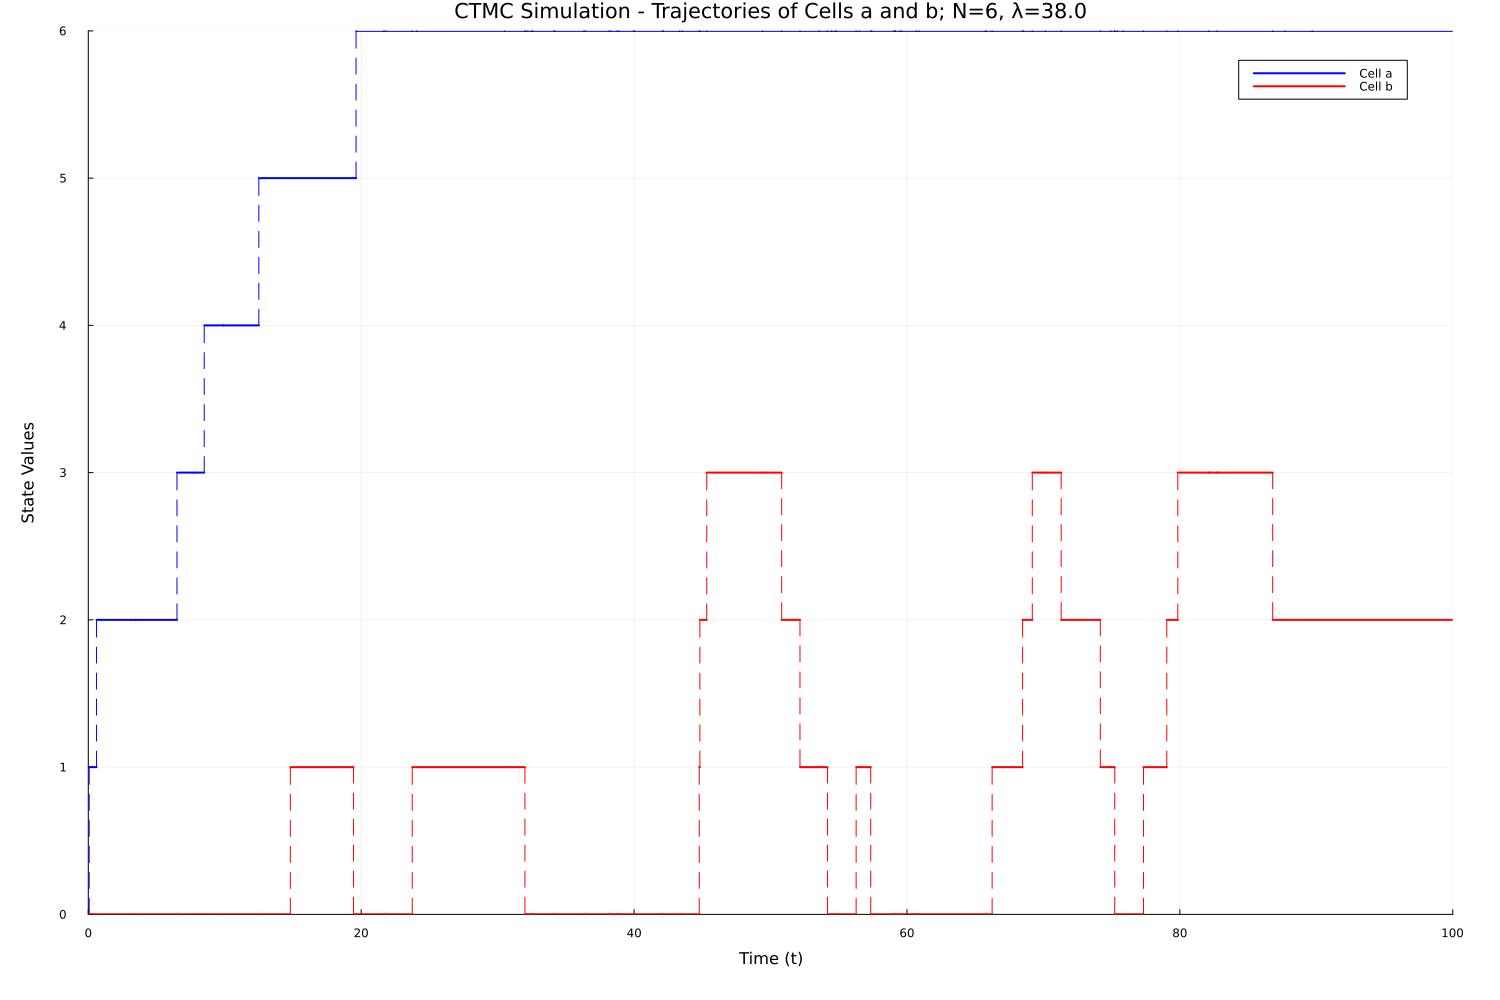 CTMC Simulation - Trajectories of Cells a and b; N=6, λ=38.0
6
Cell a
Cell b
5
4
3
State Values
2
1
0
0 20 40 60 80 100
Time (t)